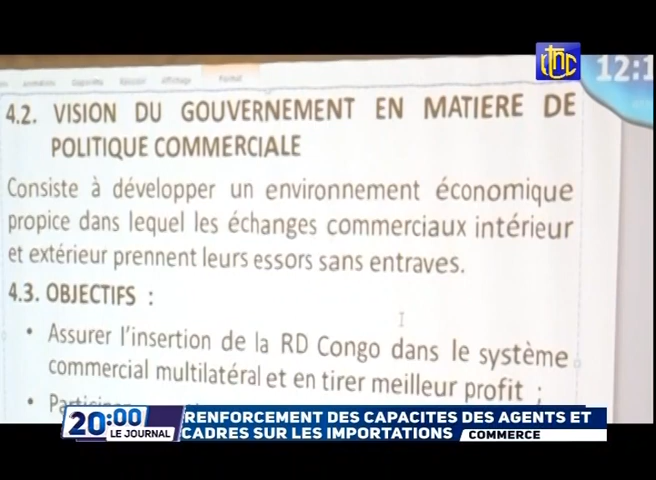 Format
12:1
4.2. VISION DU GOUVERNEMENT EN MATIERE DE
POLITIQUE COMMERCIALE
Consiste à développer un environnement économique
propice dans lequel les échanges commerciaux intérieur
et extérieur prennent leurs essors sans entraves.
4.3. OBJECTIFS :
• Assurer l'insertion de la RD Congo dans le système
commercial multilatéral et en tirer meilleur profit ;
20:00
LE JOURNAL
RENFORCEMENT DES CAPACITES DES AGENTS ET
CADRES SUR LES IMPORTATIONS
COMMERCE